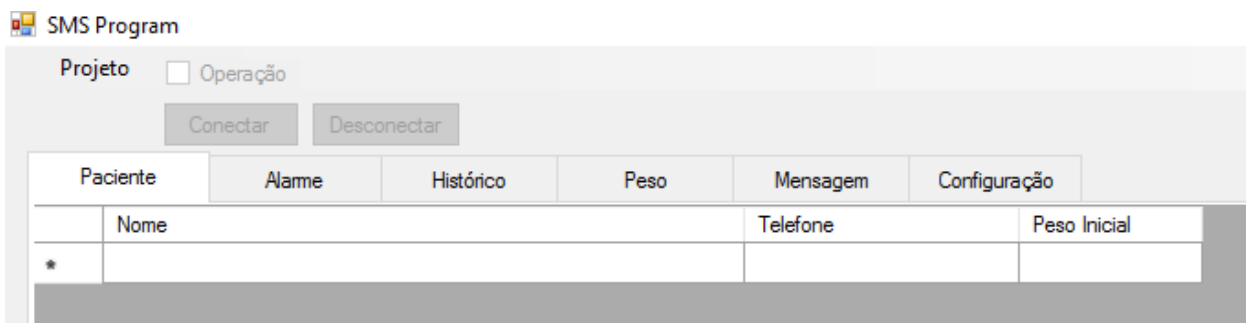 SMS Program
Projeto Operação
Conectar Desconectar
Paciente Alarme Histórico Peso Mensagem Configuração
Nome Telefone Peso Inicial
*